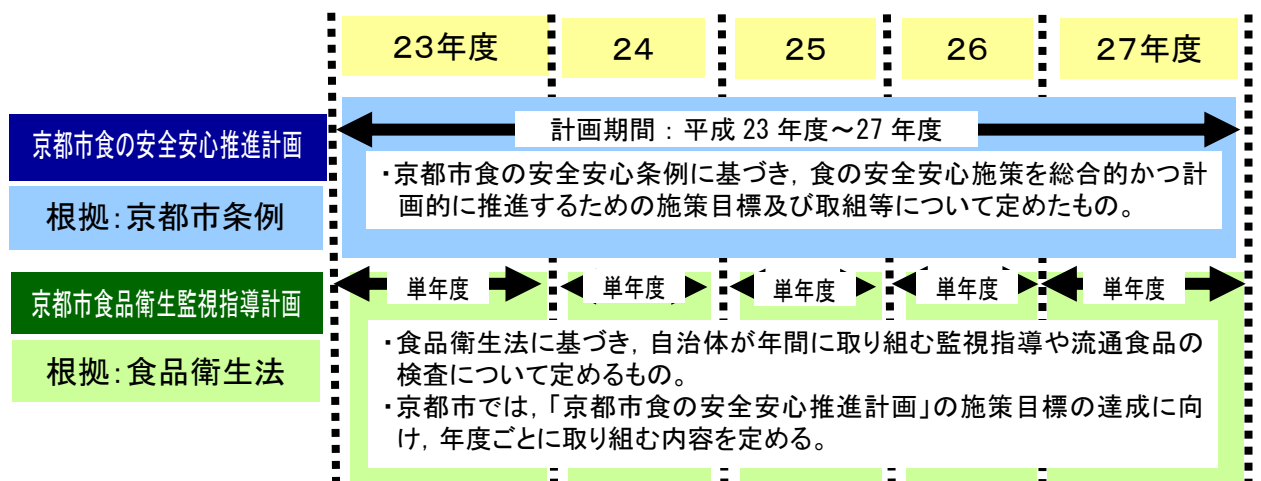 23年度 24 25 26 27年度
京都市食の安全安心推進計画
根拠：京都市条例
計画期間：平成23年度～27年度
・京都市食の安全安心条例に基づき，食の安全安心施策を総合的かつ計
画的に推進するための施策目標及び取組等について定めたもの。
京都市食品衛生監視指導計画
根拠：食品衛生法
単年度 単年度 単年度 単年度 単年度
・食品衛生法に基づき，自治体が年間に取り組む監視指導や流通食品の
検査について定めるもの。
・京都市では，「京都市食の安全安心推進計画」の施策目標の達成に向
け，年度ごとに取り組む内容を定める。